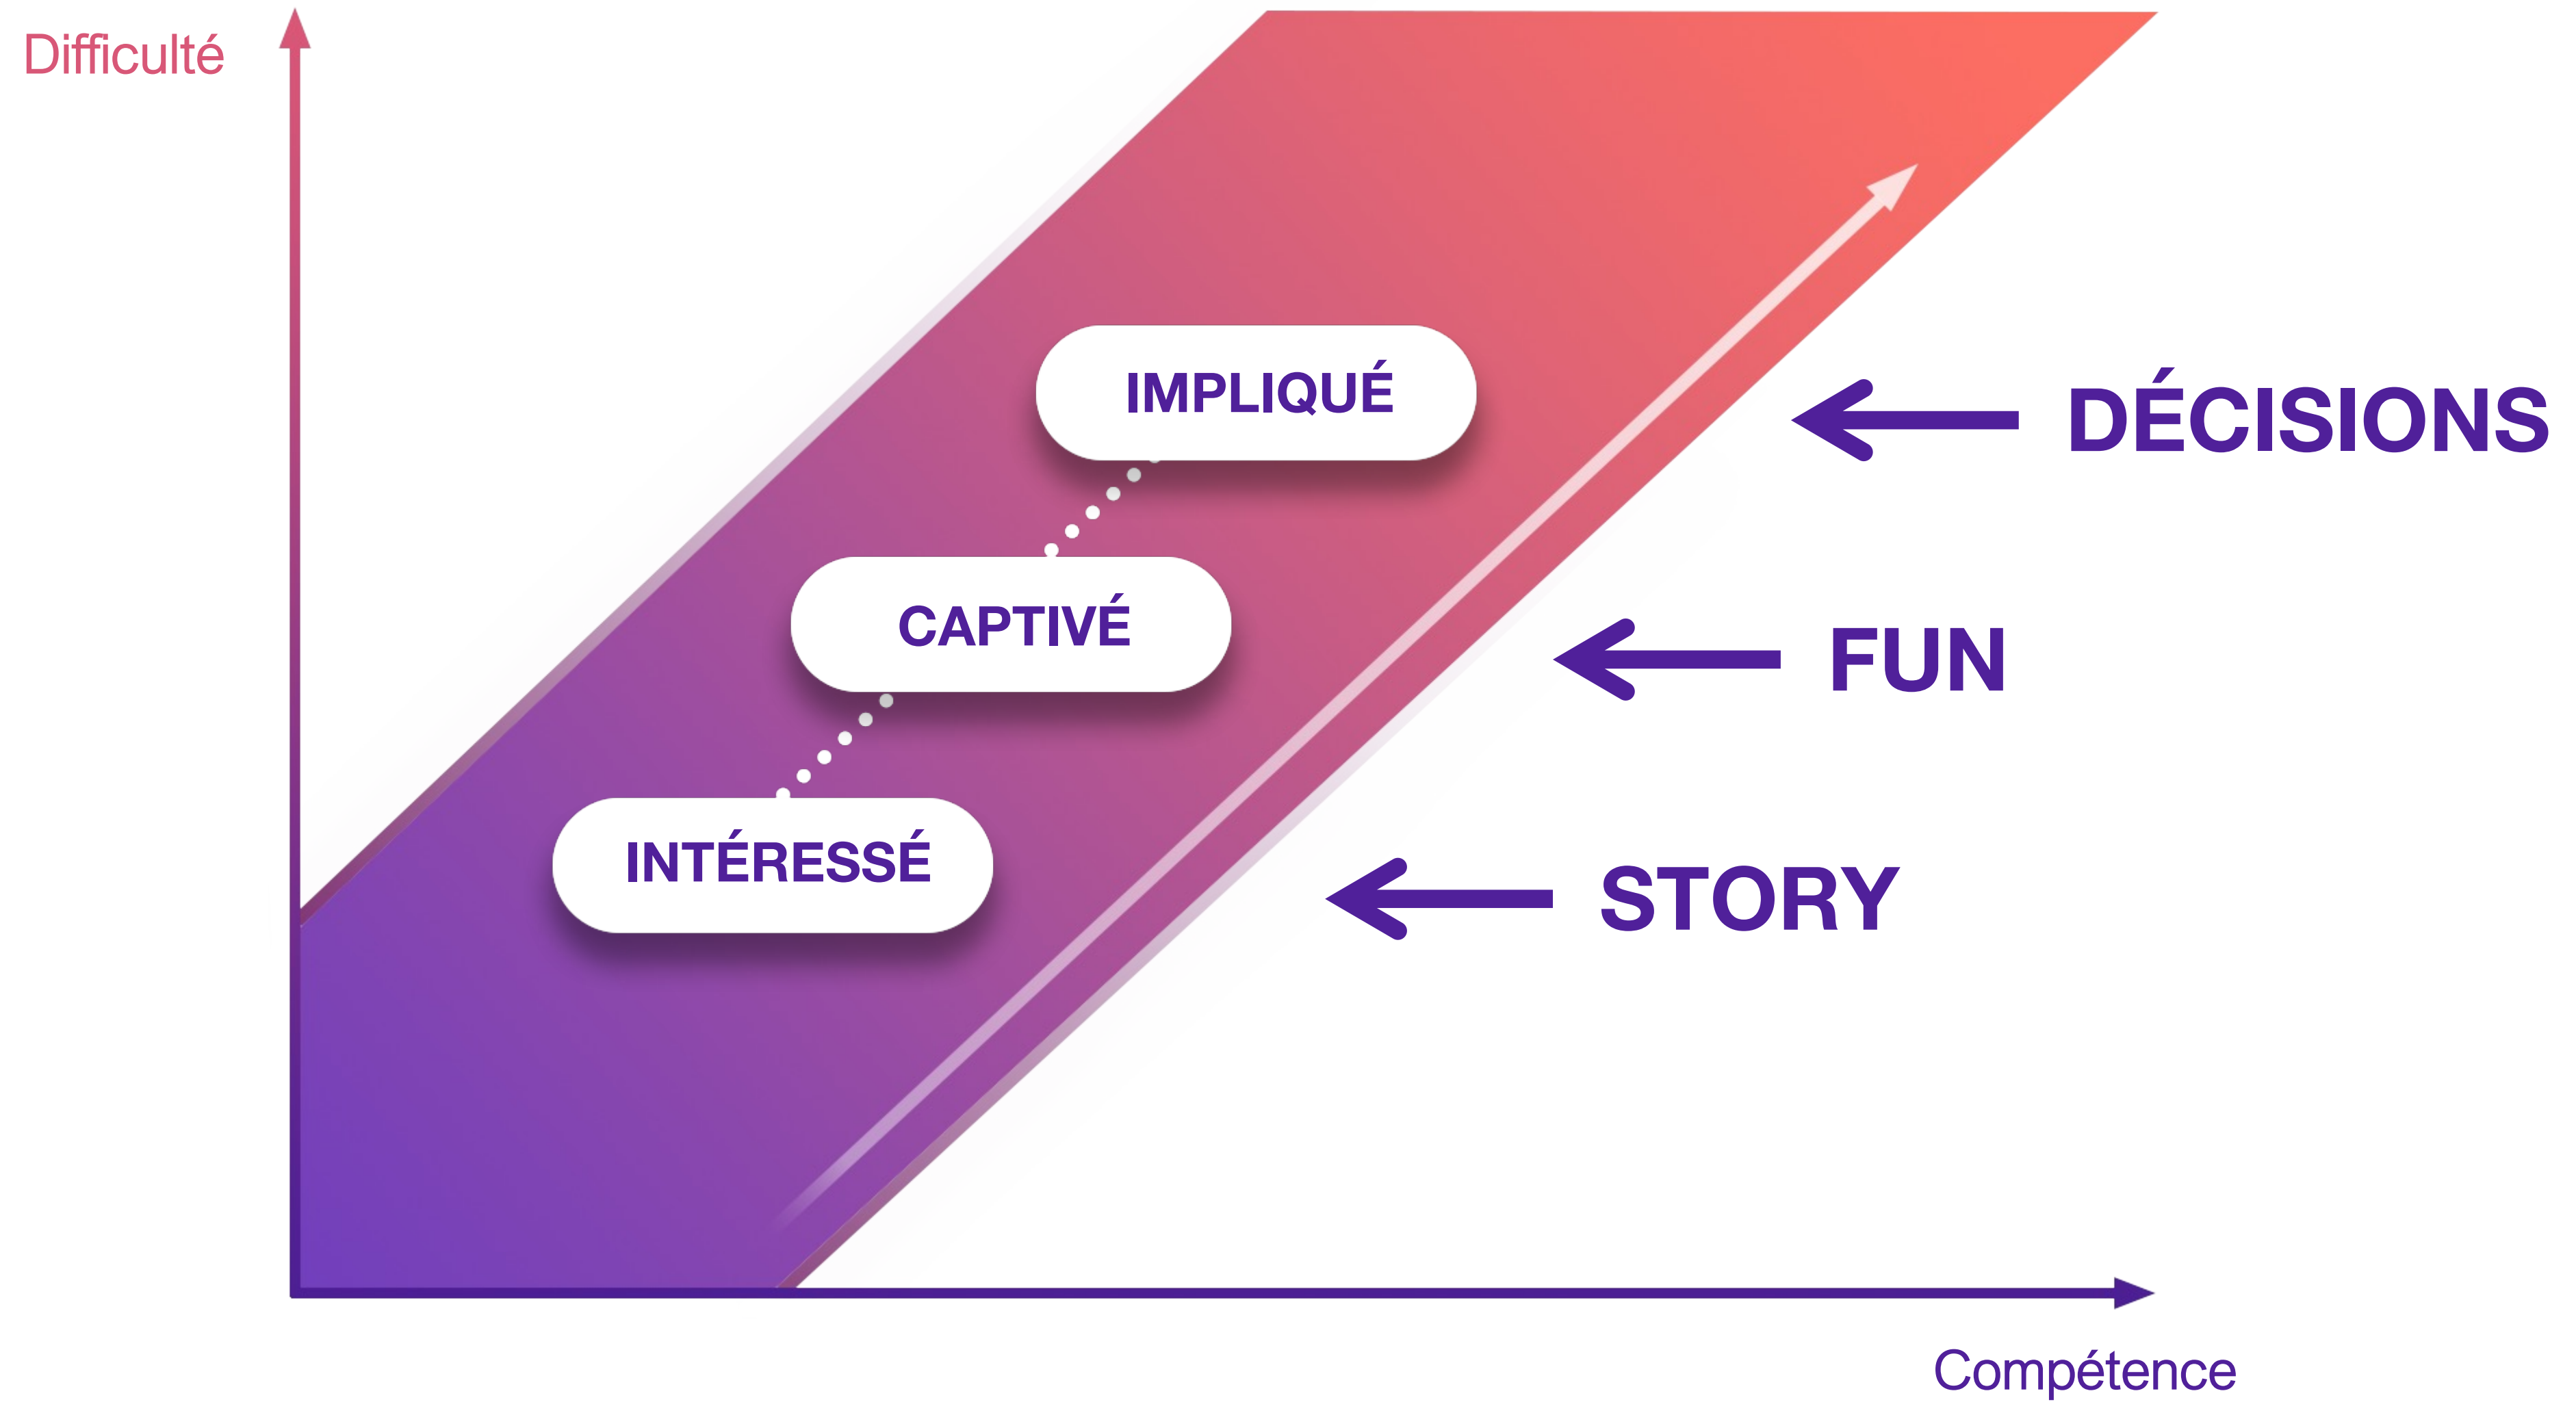 Difficulté
IMPLIQUÉ
DÉCISIONS
CAPTIVÉ
FUN
INTÉRESSÉ
STORY
Compétence